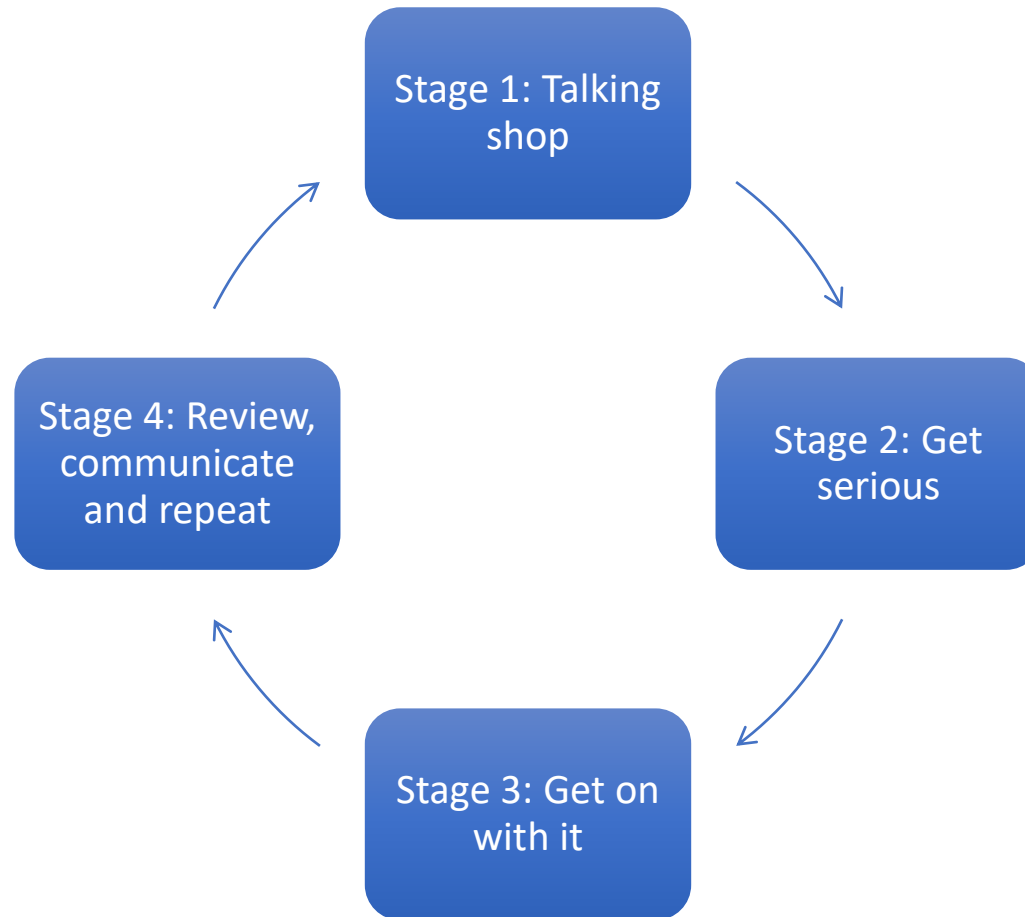 Stage 1: Talking
shop
Stage 2: Get
serious
Stage 3: Get on
with it
Stage 4: Review,
communicate
and repeat